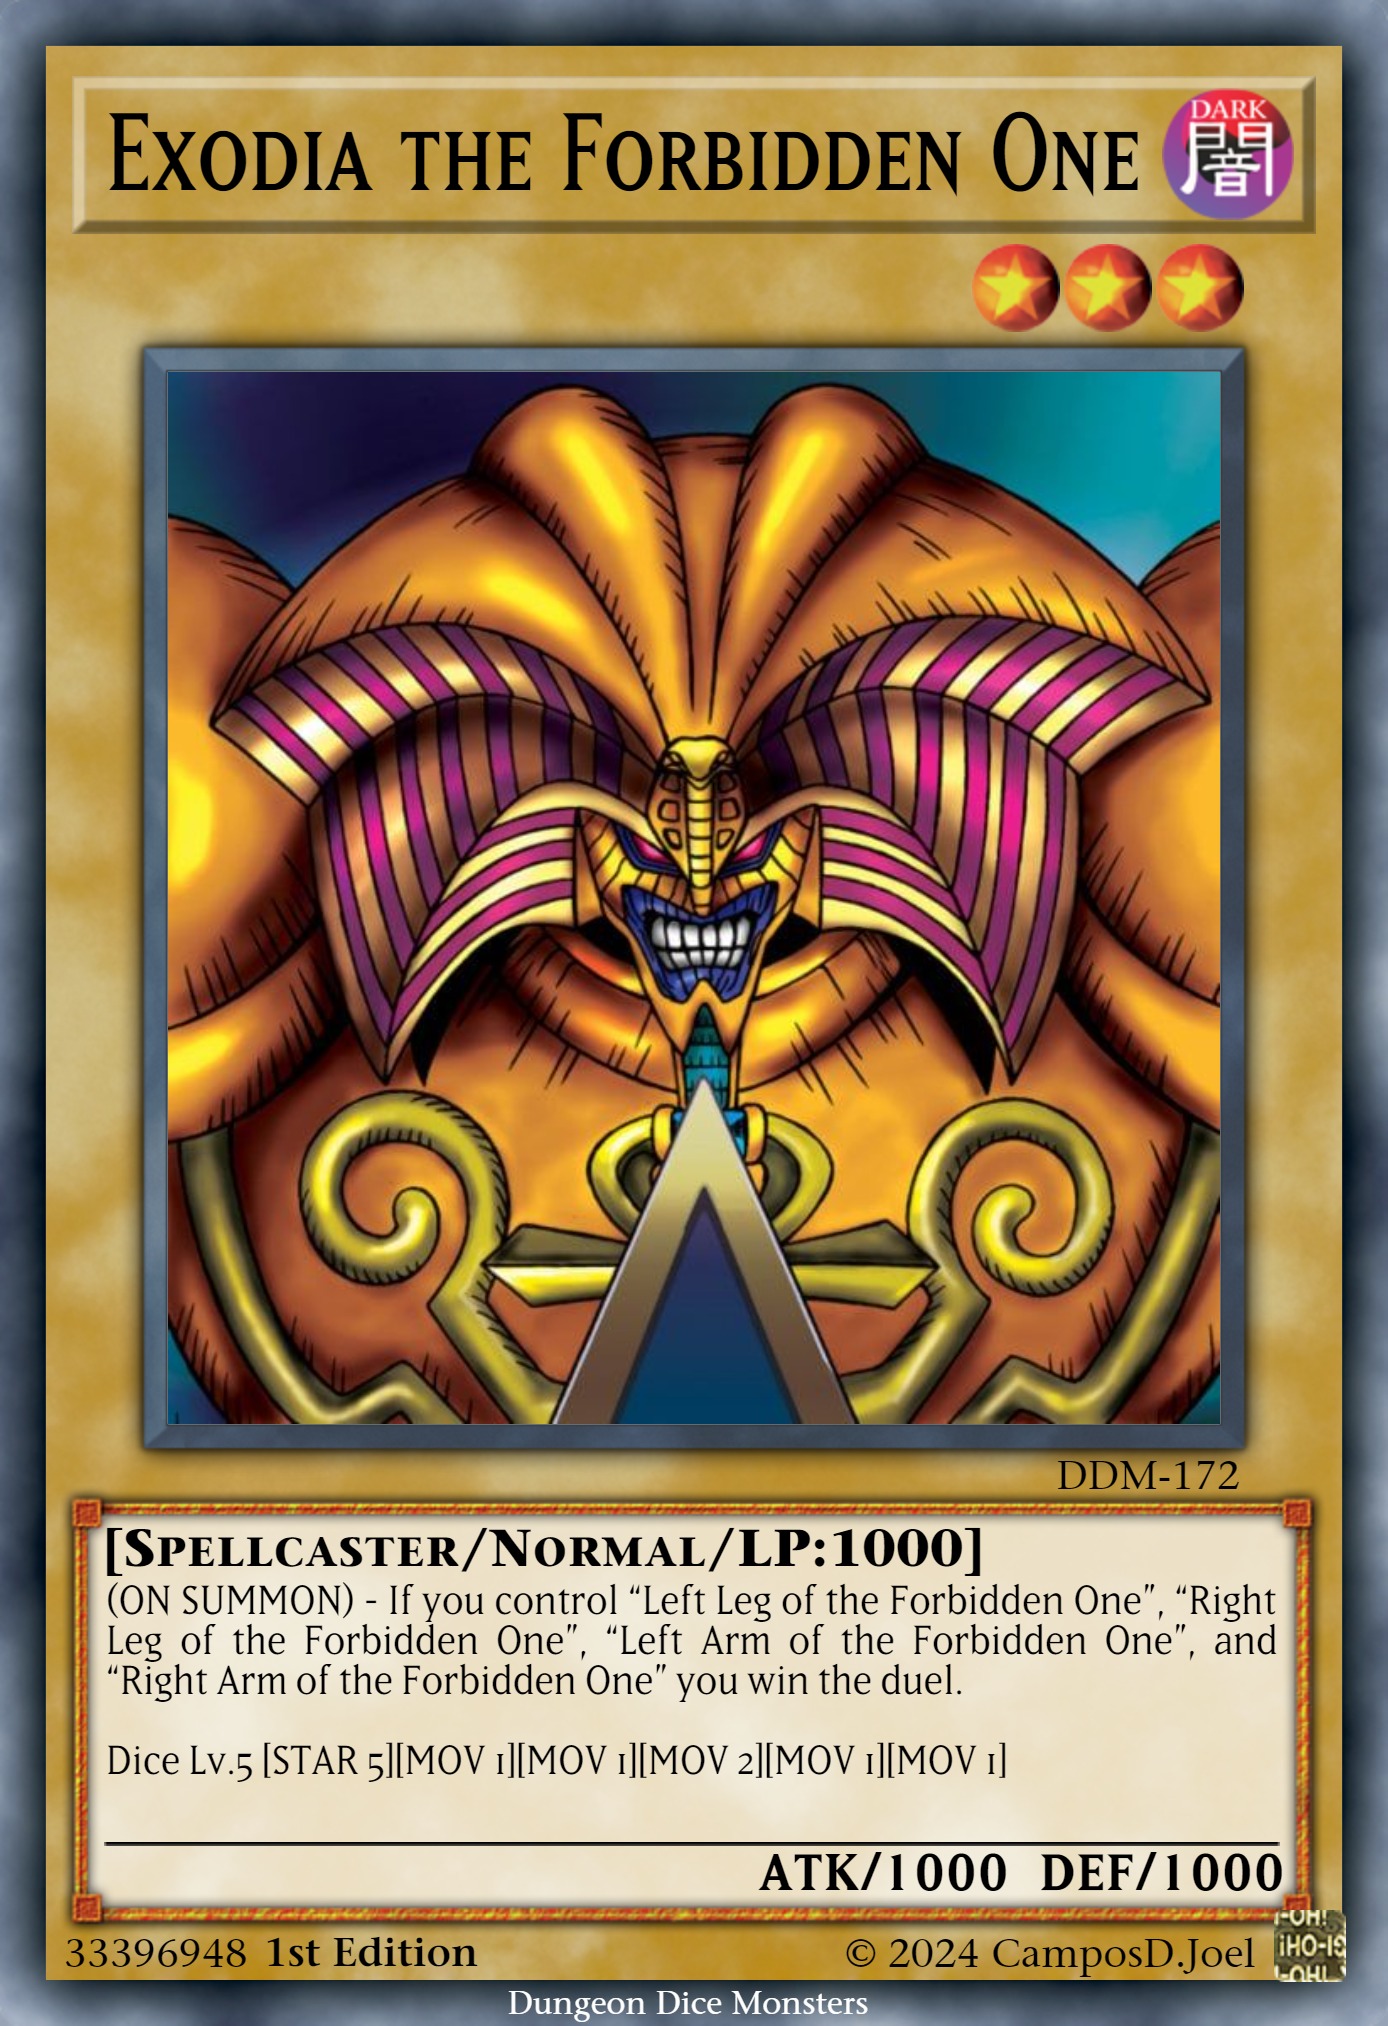 Exodia the Forbidden One
DARK
闇
DDM-172
[Spellcaster/Normal/LP:1000]
(ON SUMMON) - If you control “Left Leg of the Forbidden One”, “Right
Leg of the Forbidden One”, “Left Arm of the Forbidden One”, and
“Right Arm of the Forbidden One” you win the duel.
Dice Lv.5 [STAR 5][MOV 1][MOV 1][MOV 2][MOV 1][MOV 1]
ATK/1000 DEF/1000
33396948 1st Edition
© 2024 CamposD.Joel
Dungeon Dice Monsters